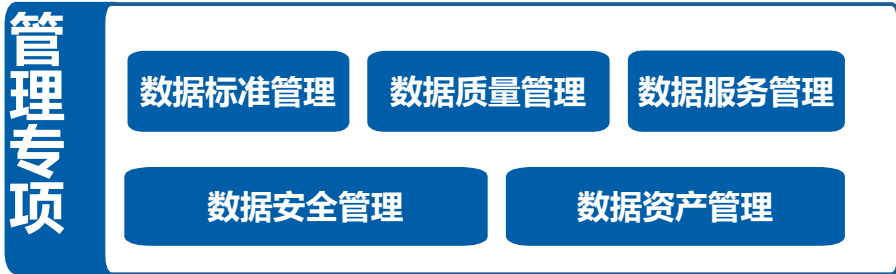 管理专项
数据标准管理
数据质量管理
数据服务管理
数据安全管理
数据资产管理